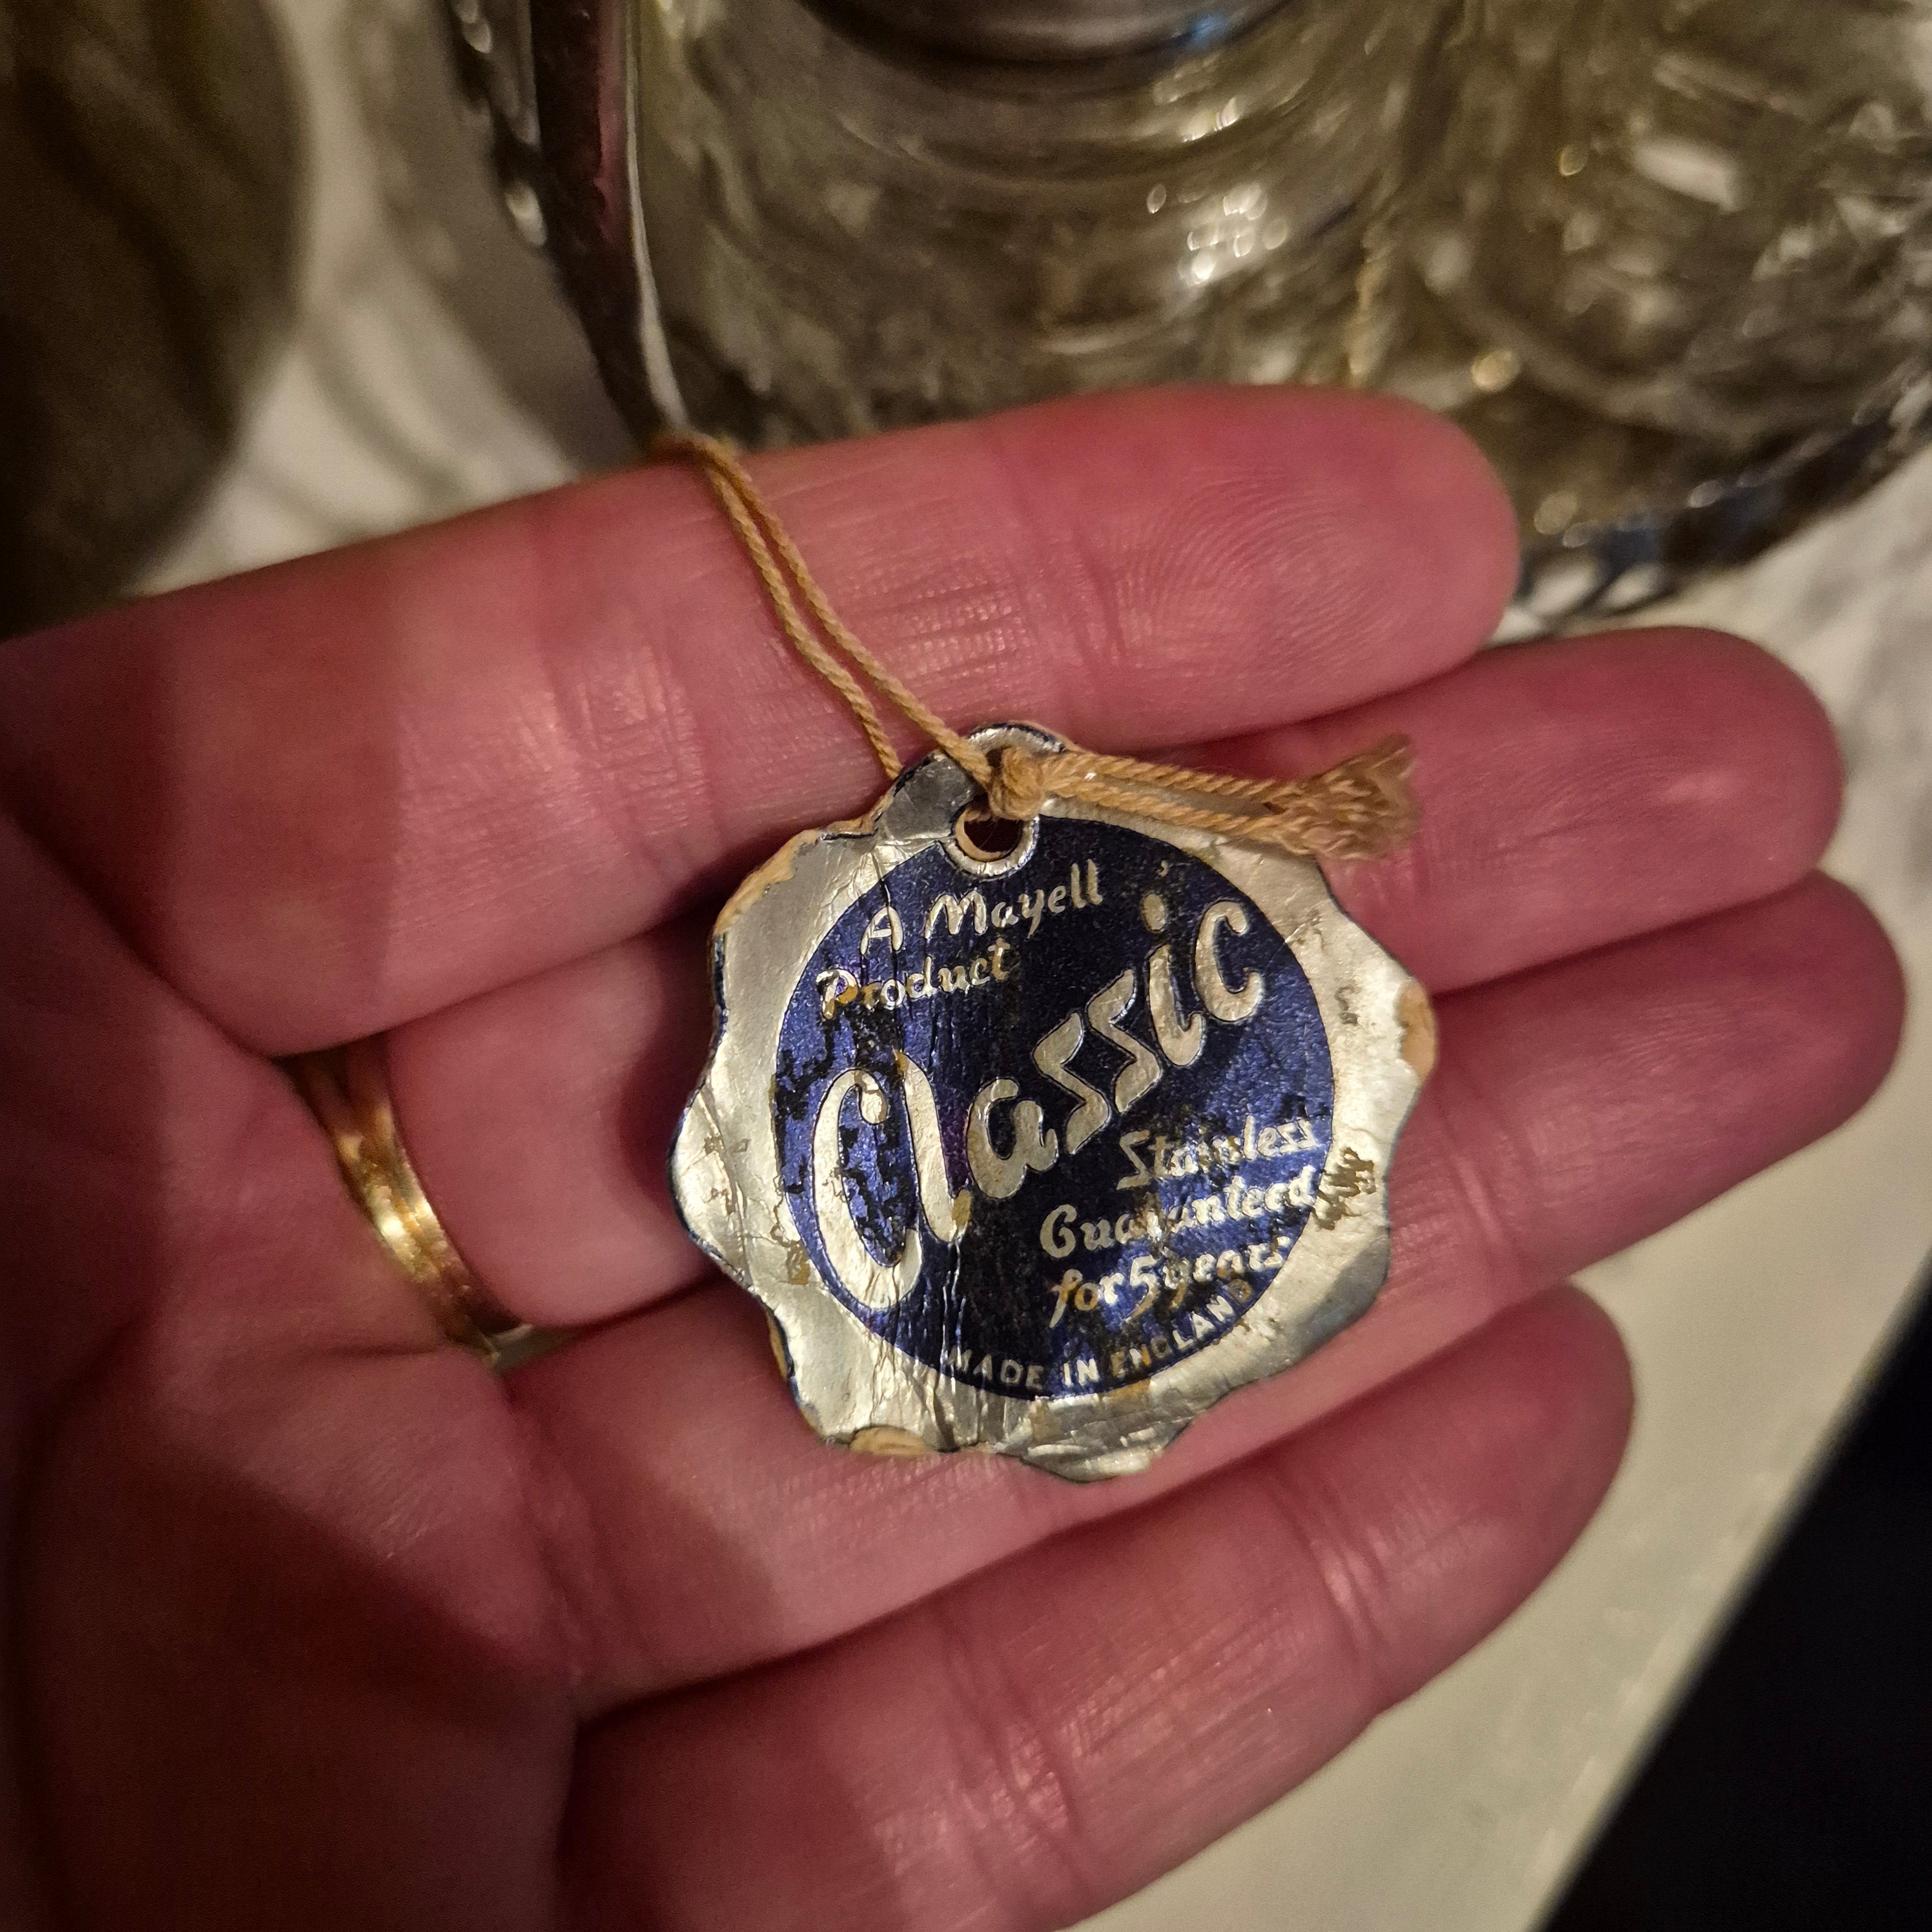 A Mayell
Product
Classic
Stainless
Guaranteed
for 5 years
MADE IN ENGLAND